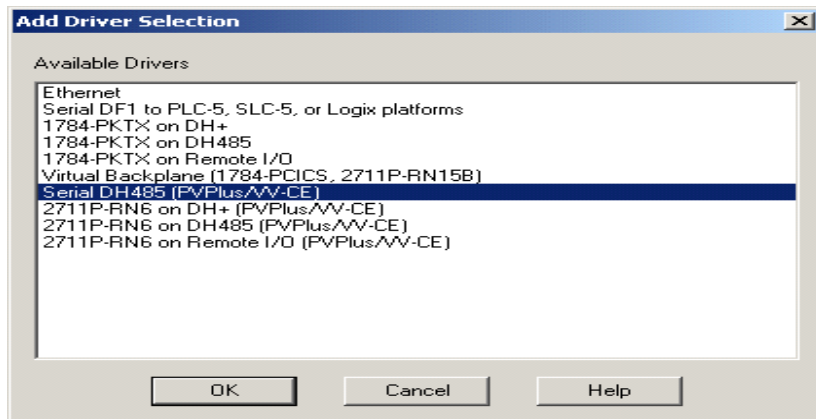 Add Driver Selection
Available Drivers
Ethernet
Serial DF1 to PLC-5, SLC-5, or Logix platforms
1784-PKTX on DH+
1784-PKTX on DH485
1784-PKTX on Remote I/O
Virtual Backplane (1784-PCICS, 2711P-RN15B)
Serial DH485 (PVPlus/VV-CE)
2711P-RN6 on DH+ (PVPlus/VV-CE)
2711P-RN6 on DH485 (PVPlus/VV-CE)
2711P-RN6 on Remote I/O (PVPlus/VV-CE)
OK
Cancel
Help